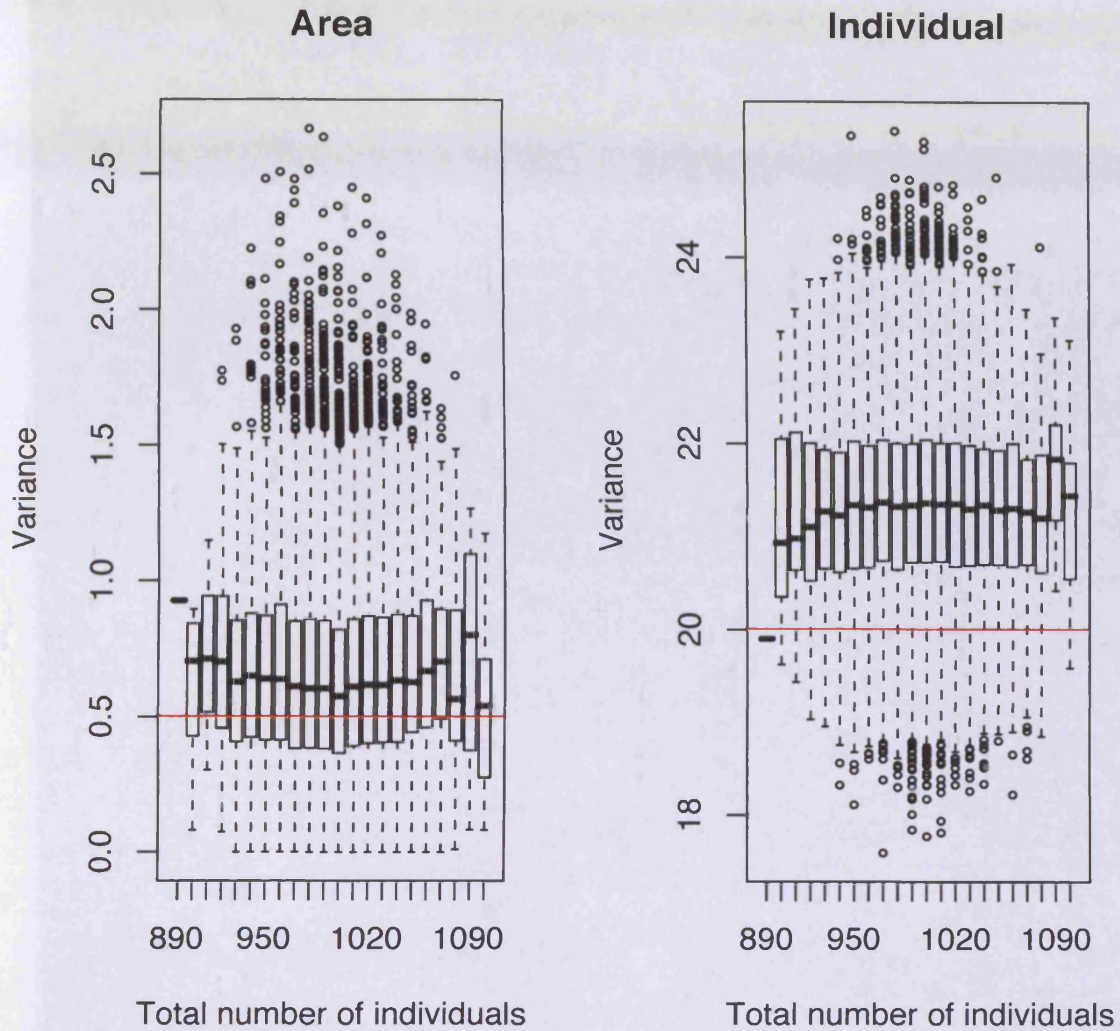 Area
Variance
0.0 0.5 1.0 1.5 2.0 2.5
890 950 1020 1090
Total number of individuals
Individual
Variance
18 20 22 24
890 950 1020 1090
Total number of individuals